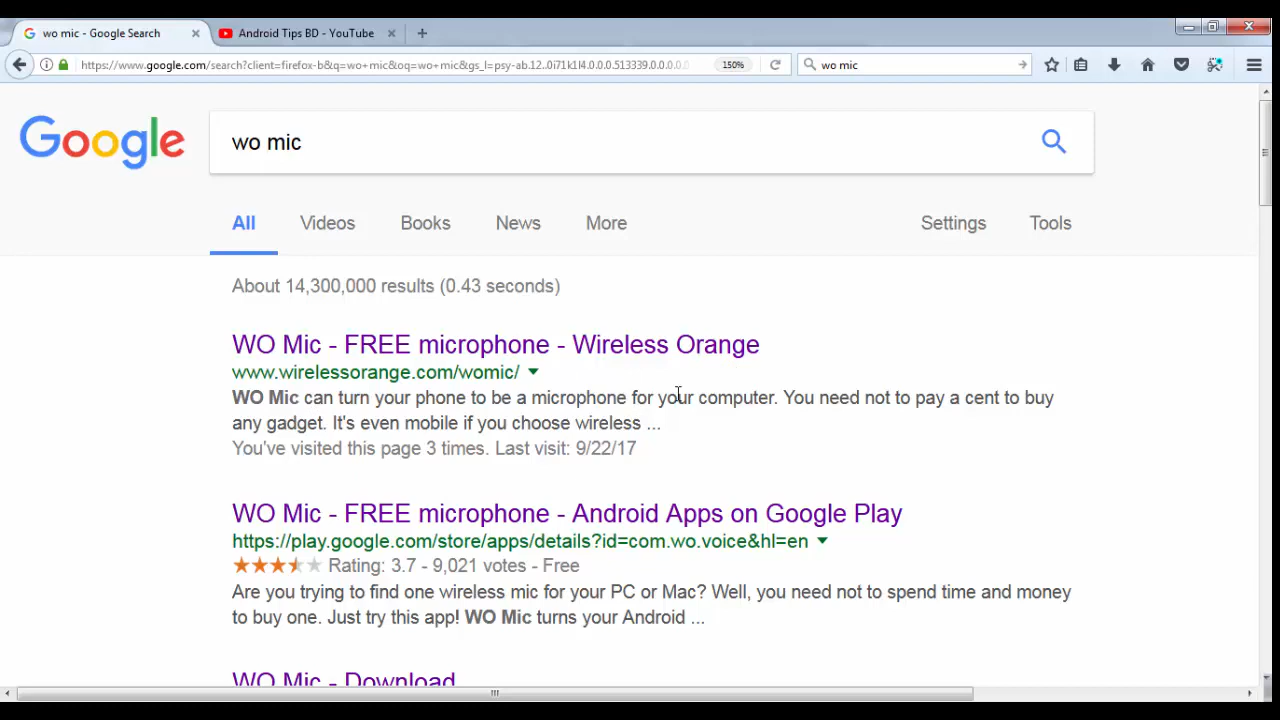 wo mic - Google Search
Android Tips BD - YouTube
https://www.google.com/search?client=firefox-b&q=wo+mic&oq=wo+mic&gs_l=psy-ab.12..0i71k1l4.0.0.0.513339.0.0.0.0.
150%
wo mic
Google
wo mic
All Videos Books News More Settings Tools
About 14,300,000 results (0.43 seconds)
WO Mic - FREE microphone - Wireless Orange
www.wirelessorange.com/womic/
WO Mic can turn your phone to be a microphone for your computer. You need not to pay a cent to buy
any gadget. It's even mobile if you choose wireless ...
You've visited this page 3 times. Last visit: 9/22/17
WO Mic - FREE microphone - Android Apps on Google Play
https://play.google.com/store/apps/details?id=com.wo.voice&hl=en
Rating: 3.7 - 9,021 votes - Free
Are you trying to find one wireless mic for your PC or Mac? Well, you need not to spend time and money
to buy one. Just try this app! WO Mic turns your Android ...
WO Mic - Download